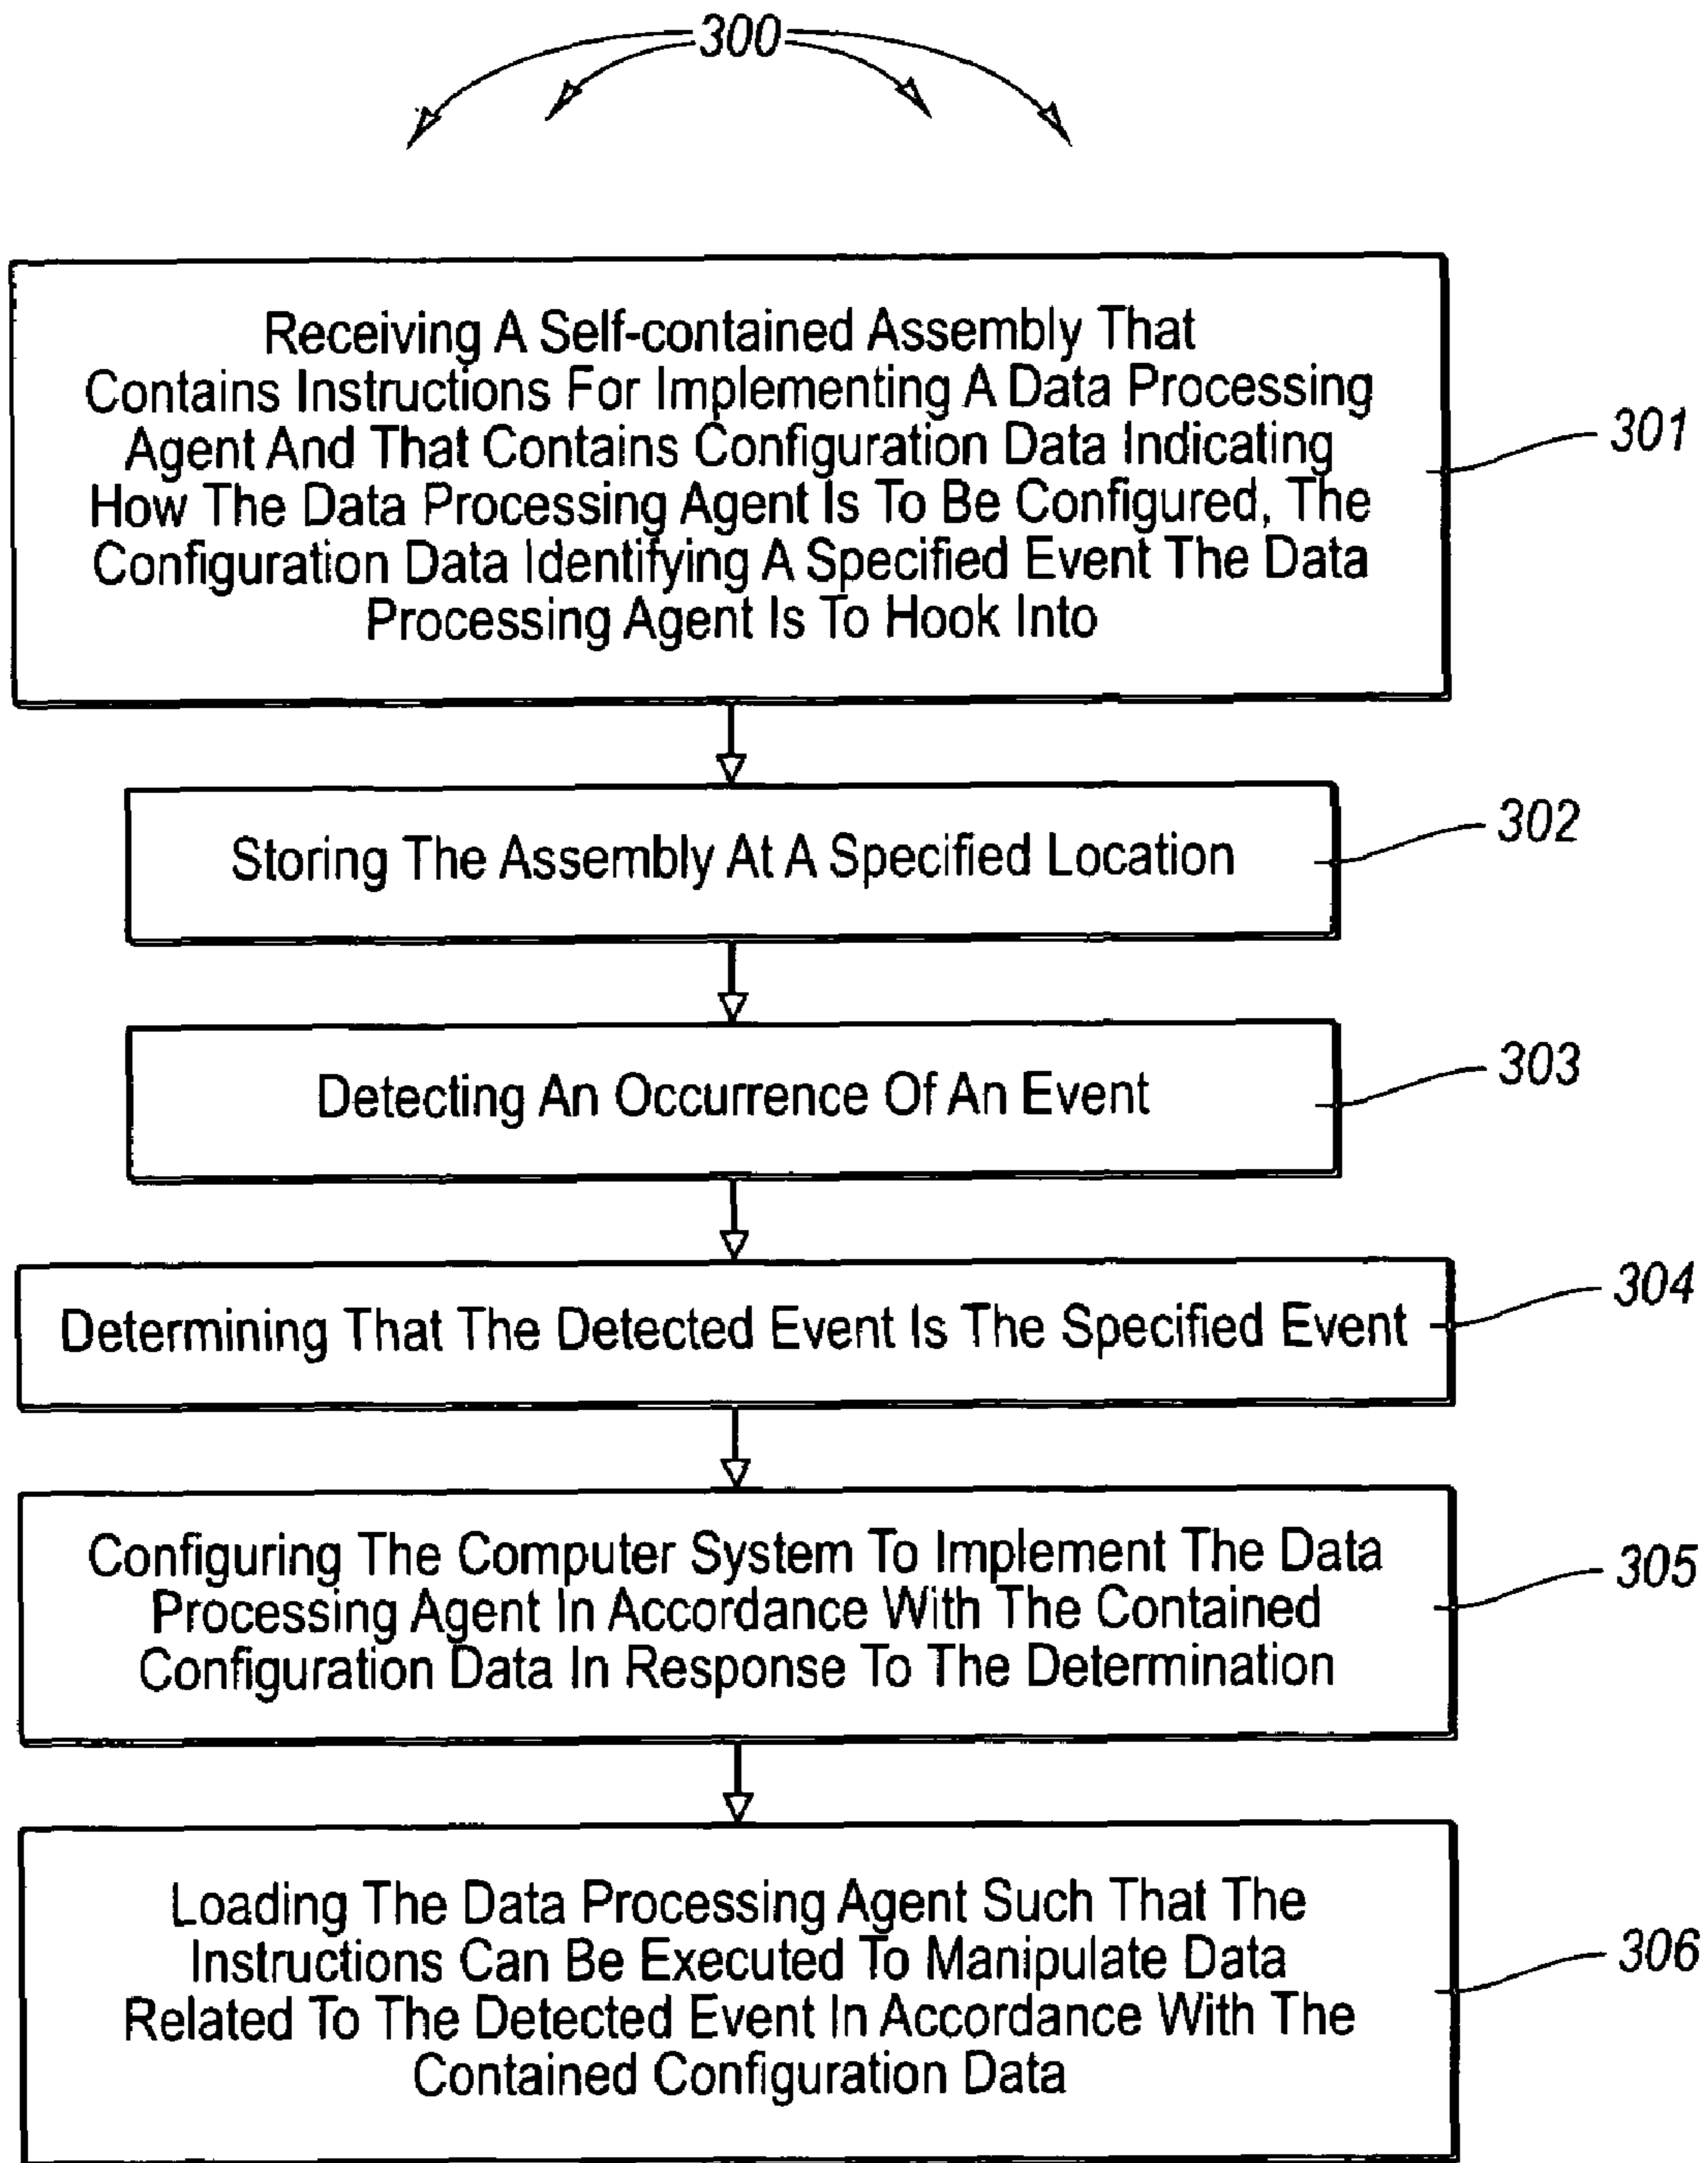 300
Receiving A Self-contained Assembly That
Contains Instructions For Implementing A Data Processing
Agent And That Contains Configuration Data Indicating
How The Data Processing Agent Is To Be Configured, The
Configuration Data Identifying A Specified Event The Data
Processing Agent Is To Hook Into
301
Storing The Assembly At A Specified Location
302
Detecting An Occurrence Of An Event
303
Determining That The Detected Event Is The Specified Event
304
Configuring The Computer System To Implement The Data
Processing Agent In Accordance With The Contained
Configuration Data In Response To The Determination
305
Loading The Data Processing Agent Such That The
Instructions Can Be Executed To Manipulate Data
Related To The Detected Event In Accordance With The
Contained Configuration Data
306